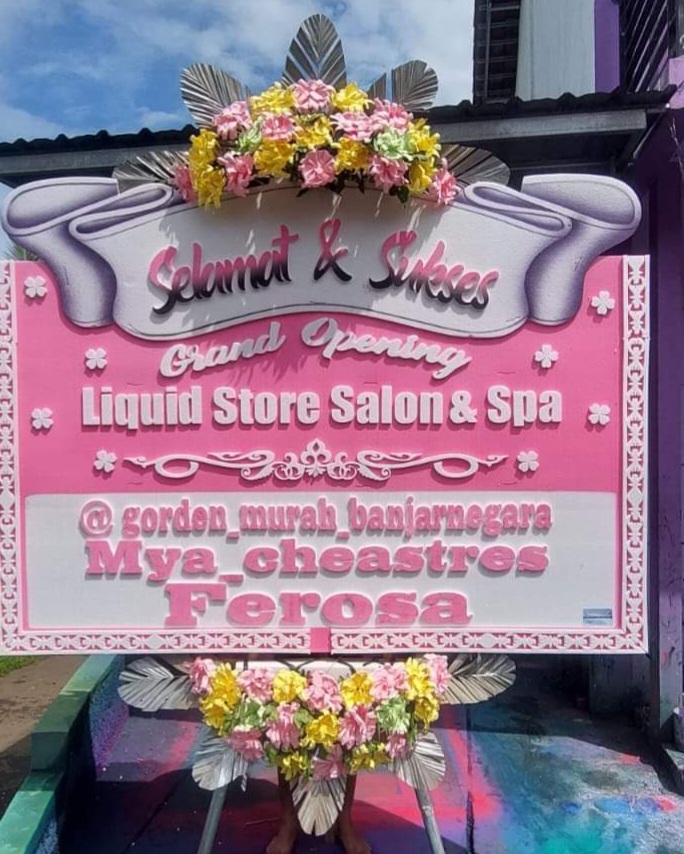 Selamat & Sukses
Grand Opening
Liquid Store Salon & Spa
@ gorden_murah_banjarnegara
Mya_cheastres
Ferosa